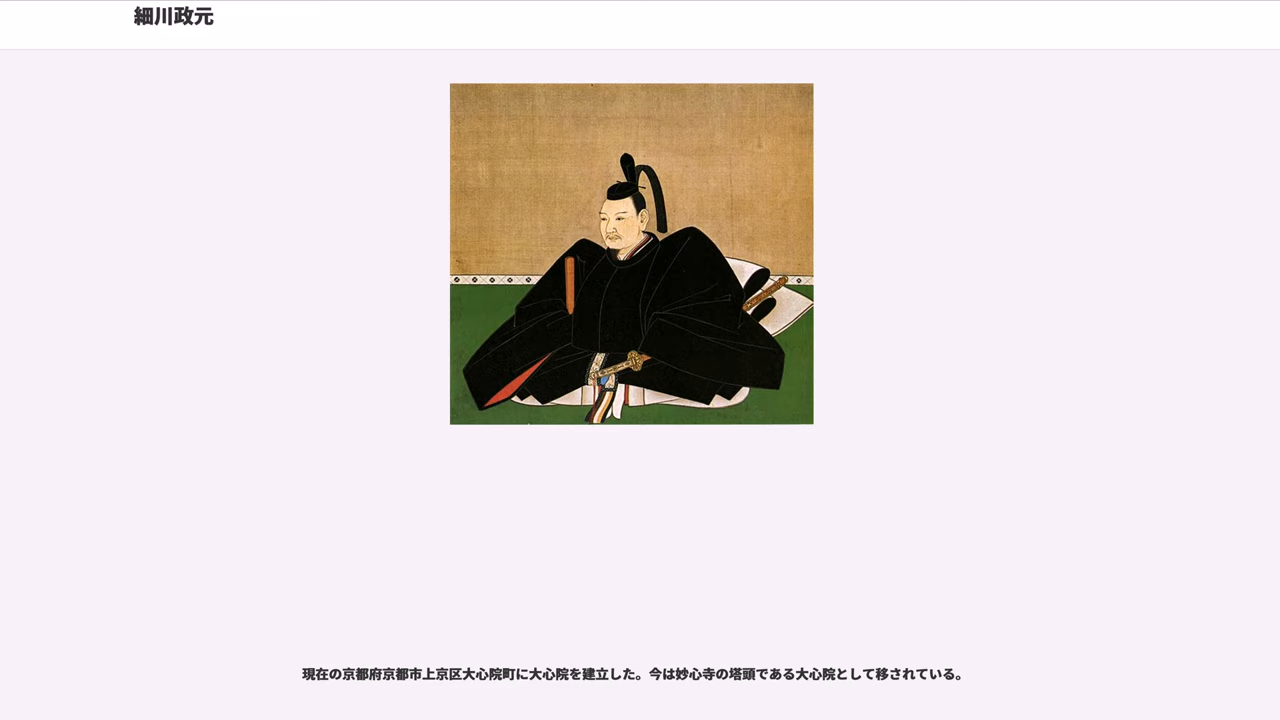 細川政元
現在の京都府京都市上京区大心院町に大心院を建立した。今は妙心寺の塔頭である大心院として移されている。